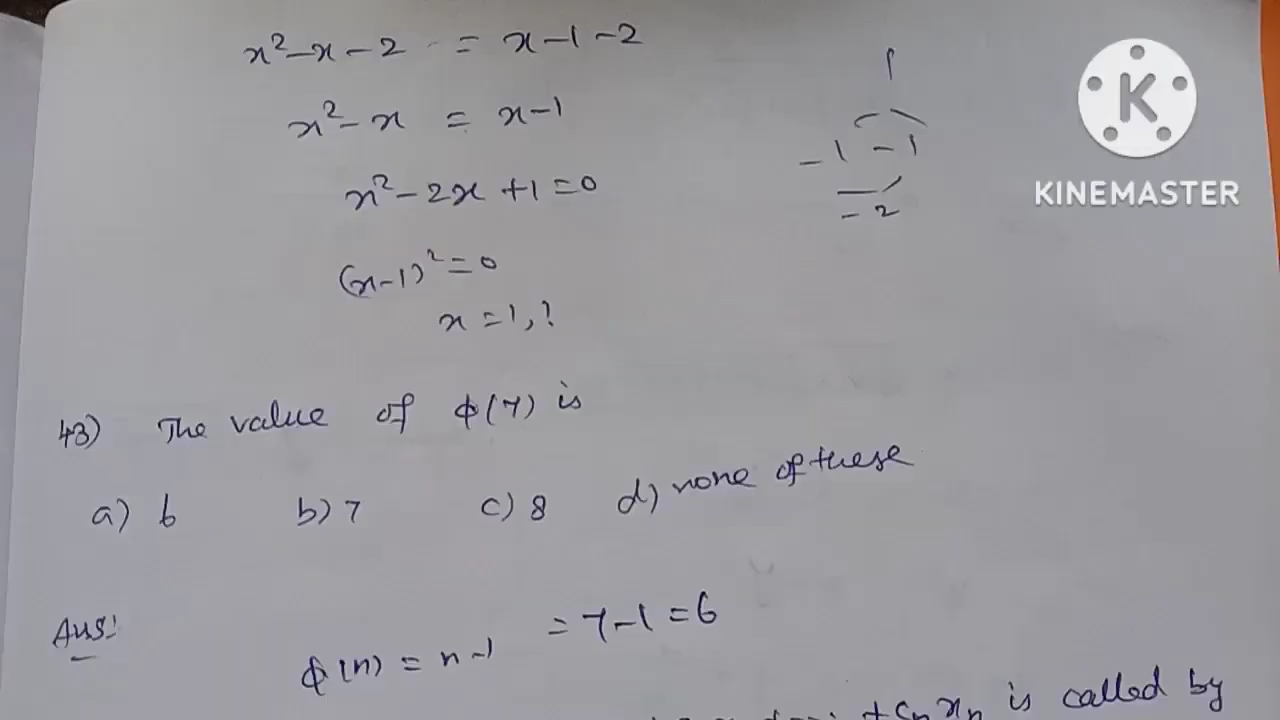 x² - x - 2 = x - 1 - 2
x² - x = x - 1
x² - 2x + 1 = 0
(x - 1)² = 0
x = 1, 1
1
-1 -1
-2
K
KINEMASTER
43) The value of ϕ(7) is
a) 6 b) 7 c) 8 d) none of these
Ans:
ϕ(n) = n - 1 = 7 - 1 = 6
+ Cₙ xₙ is called by